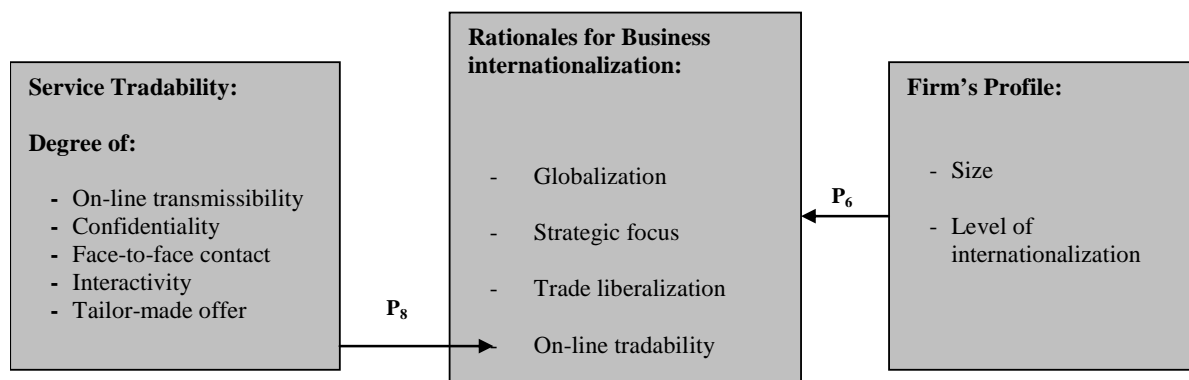 Service Tradability:
Degree of:
- On-line transmissibility
- Confidentiality
- Face-to-face contact
- Interactivity
- Tailor-made offer
P8
Rationales for Business
internationalization:
- Globalization
- Strategic focus
- Trade liberalization
- On-line tradability
P6
Firm’s Profile:
- Size
- Level of
internationalization